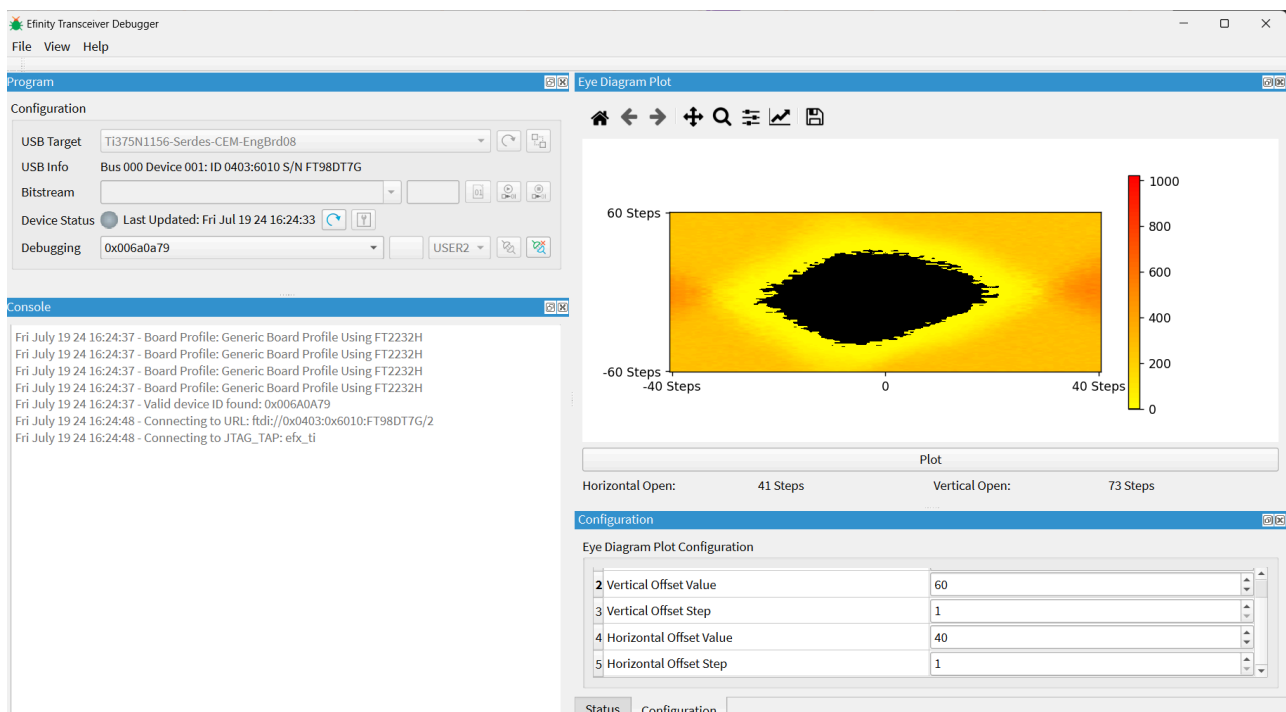 Efinity Transceiver Debugger
File View Help
Program
Configuration
USB Target Ti375N1156-Serdes-CEM-EngBrd08
USB Info Bus 000 Device 001: ID 0403:6010 S/N FT98DT7G
Bitstream
Device Status Last Updated: Fri Jul 19 24 16:24:33
Debugging 0x006a0a79 USER2
Console
Fri July 19 24 16:24:37 - Board Profile: Generic Board Profile Using FT2232H
Fri July 19 24 16:24:37 - Board Profile: Generic Board Profile Using FT2232H
Fri July 19 24 16:24:37 - Board Profile: Generic Board Profile Using FT2232H
Fri July 19 24 16:24:37 - Board Profile: Generic Board Profile Using FT2232H
Fri July 19 24 16:24:37 - Valid device ID found: 0x006A0A79
Fri July 19 24 16:24:48 - Connecting to URL: ftdi://0x0403:0x6010:FT98DT7G/2
Fri July 19 24 16:24:48 - Connecting to JTAG_TAP: efx_ti
Eye Diagram Plot
60 Steps
-60 Steps
-40 Steps 0 40 Steps
1000
800
600
400
200
0
Plot
Horizontal Open: 41 Steps Vertical Open: 73 Steps
Configuration
Eye Diagram Plot Configuration
2 Vertical Offset Value 60
3 Vertical Offset Step 1
4 Horizontal Offset Value 40
5 Horizontal Offset Step 1
Status Configuration